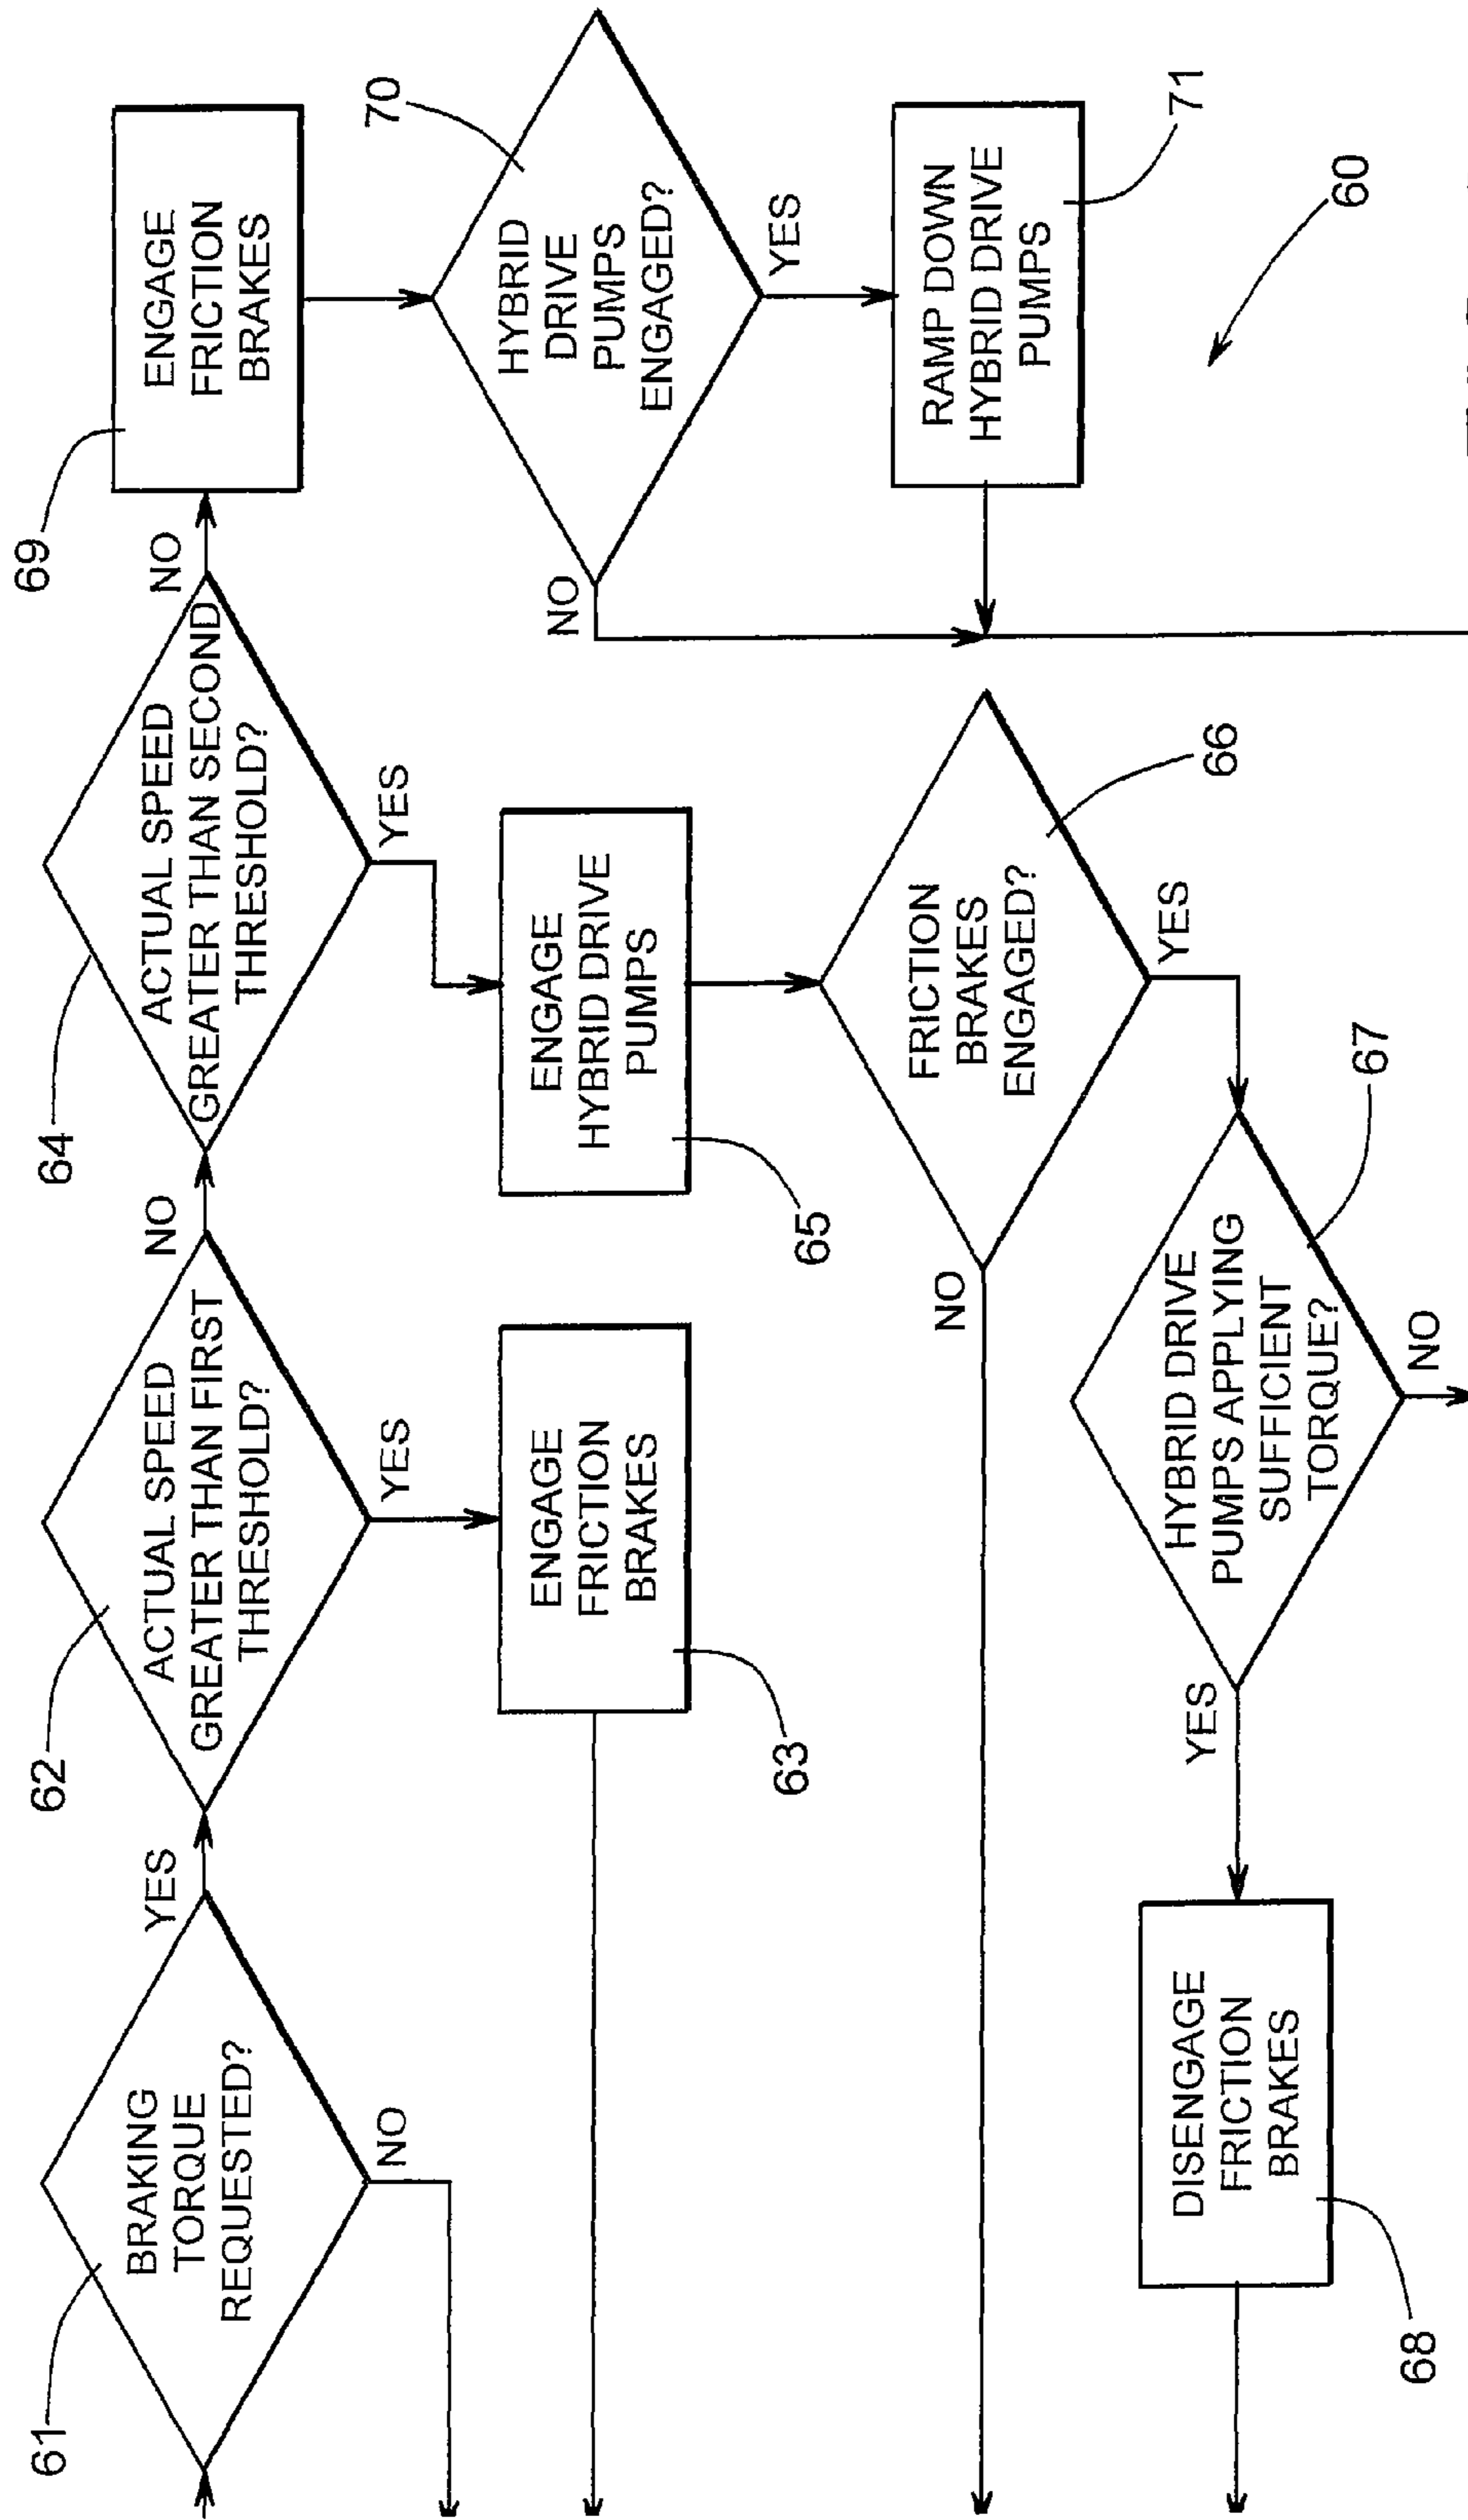 61
BRAKING
TORQUE
REQUESTED?
YES
NO
62
ACTUAL SPEED
GREATER THAN FIRST
THRESHOLD?
NO
YES
63
ENGAGE
FRICTION
BRAKES
64
ACTUAL SPEED
GREATER THAN SECOND
THRESHOLD?
NO
YES
65
ENGAGE
HYBRID DRIVE
PUMPS
66
FRICTION
BRAKES
ENGAGED?
NO
YES
67
HYBRID DRIVE
PUMPS APPLYING
SUFFICIENT
TORQUE?
YES
NO
68
DISENGAGE
FRICTION
BRAKES
69
ENGAGE
FRICTION
BRAKES
70
HYBRID
DRIVE
PUMPS
ENGAGED?
NO
YES
71
RAMP DOWN
HYBRID DRIVE
PUMPS
60